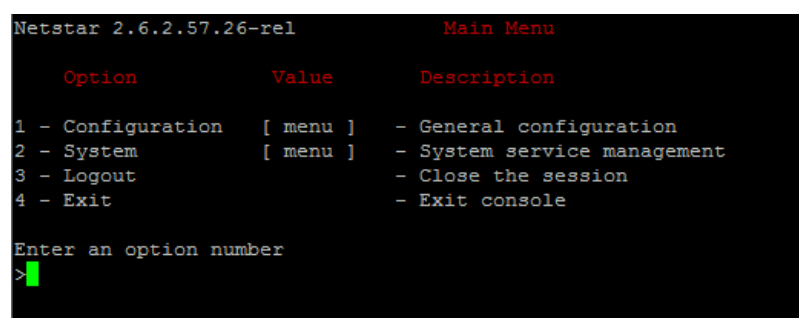 Netstar 2.6.2.57.26-rel Main Menu
Option Value Description
1 - Configuration [ menu ] - General configuration
2 - System [ menu ] - System service management
3 - Logout - Close the session
4 - Exit - Exit console
Enter an option number
>